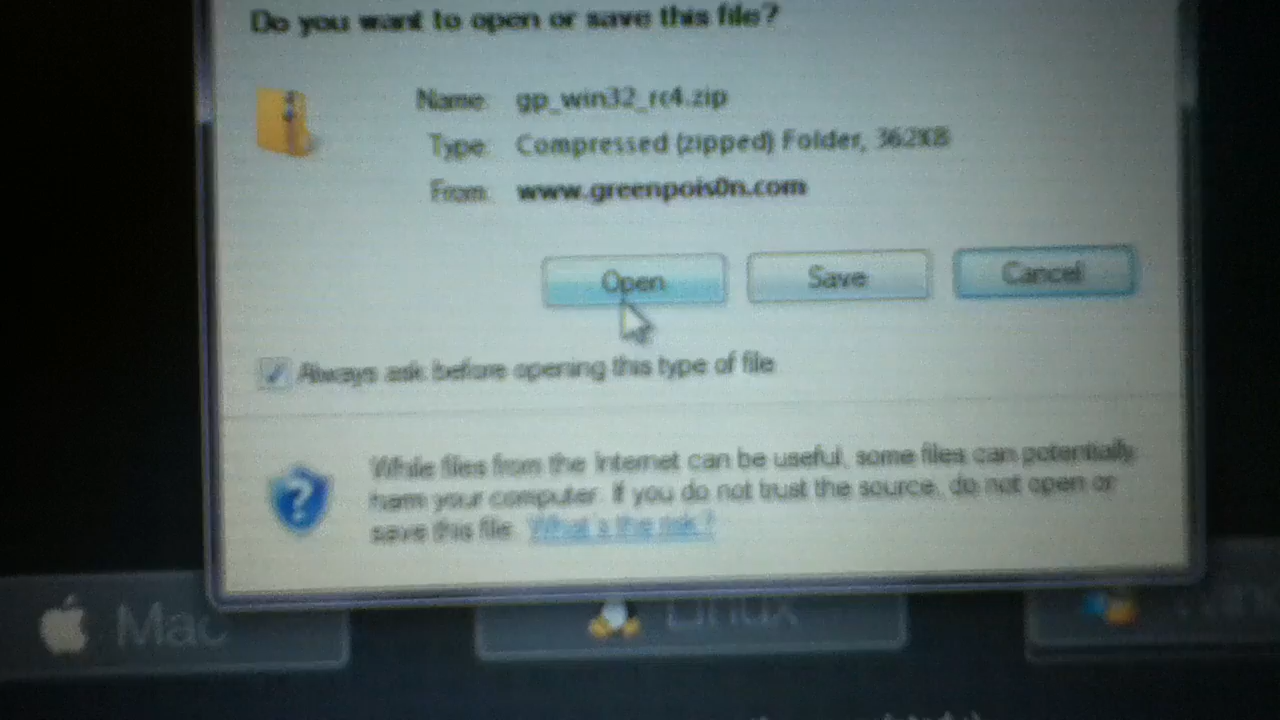 Do you want to open or save this file?
Name: gp_win32_rc4.zip
Type: Compressed (zipped) Folder, 362KB
From: www.greenpois0n.com
Open Save Cancel
Always ask before opening this type of file
While files from the Internet can be useful, some files can potentially
harm your computer. If you do not trust the source, do not open or
save this file. What's the risk?
Mac Linux